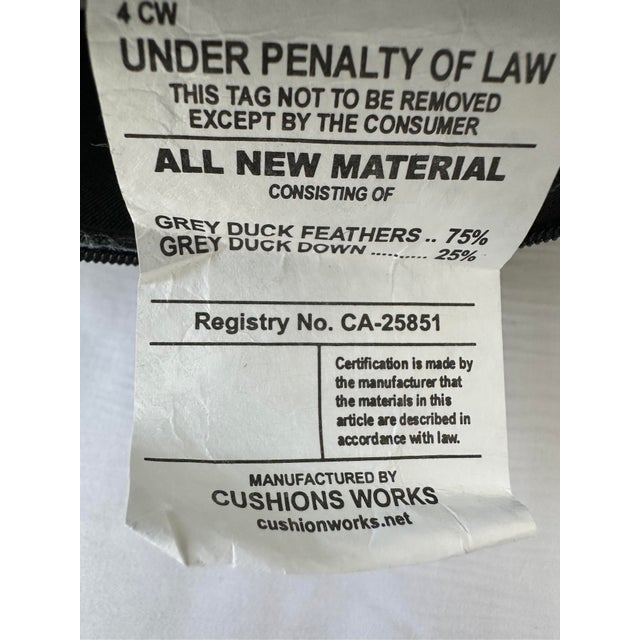 4 CW
UNDER PENALTY OF LAW
THIS TAG NOT TO BE REMOVED
EXCEPT BY THE CONSUMER
ALL NEW MATERIAL
CONSISTING OF
GREY DUCK FEATHERS .. 75%
GREY DUCK DOWN .......... 25%
Registry No. CA-25851
Certification is made by
the manufacturer that
the materials in this
article are described in
accordance with law.
MANUFACTURED BY
CUSHIONS WORKS
cushionworks.net